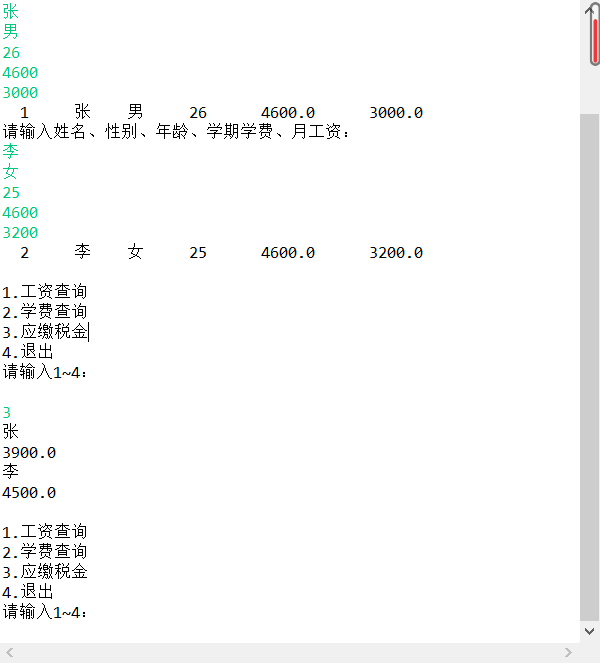 张
男
26
4600
3000
1 张 男 26 4600.0 3000.0
请输入姓名、性别、年龄、学期学费、月工资：
李
女
25
4600
3200
2 李 女 25 4600.0 3200.0
1.工资查询
2.学费查询
3.应缴税金
4.退出
请输入1~4：
3
张
3900.0
李
4500.0
1.工资查询
2.学费查询
3.应缴税金
4.退出
请输入1~4：